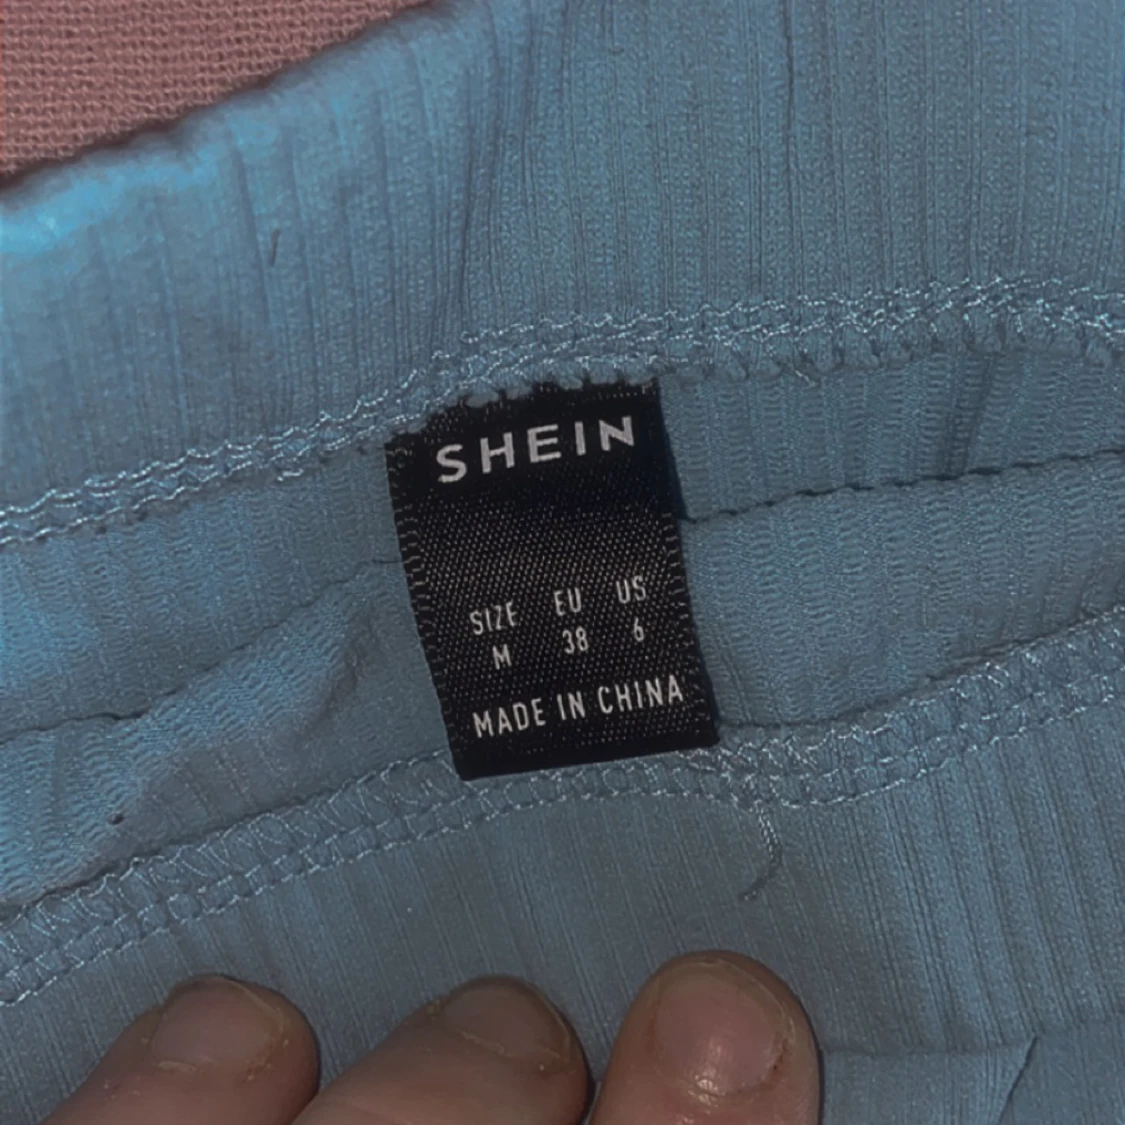 SHEIN
SIZE EU US
M 38 6
MADE IN CHINA